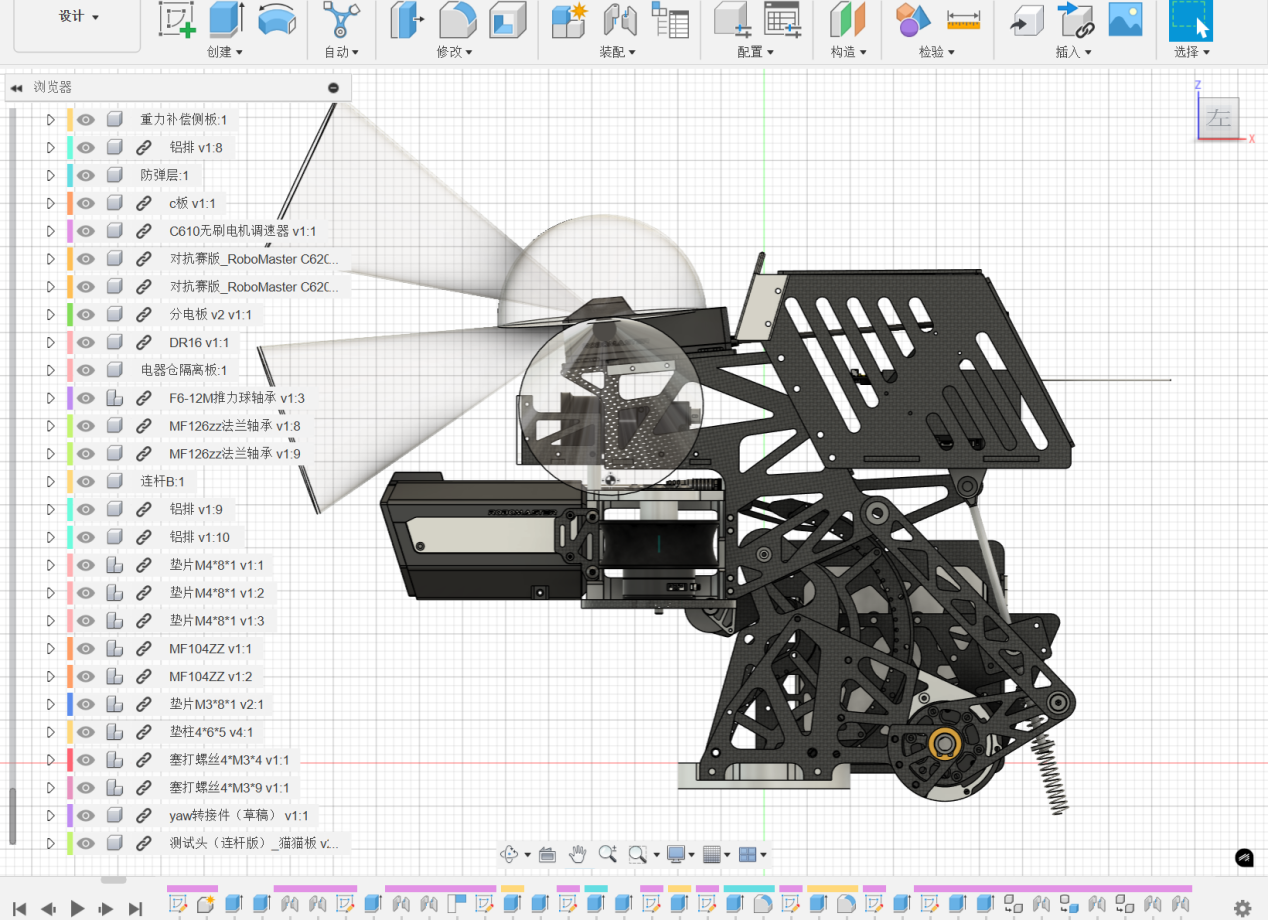 设计
创建
自动
修改
装配
配置
构造
检验
插入
选择
浏览器
Z
左
X
重力补偿侧板:1
铝排 v1:8
防弹层:1
c板 v1:1
C610无刷电机调速器 v1:1
对抗赛版_RoboMaster C620...
对抗赛版_RoboMaster C620...
分电板 v2 v1:1
DR16 v1:1
电器仓隔离板:1
F6-12M推力球轴承 v1:3
MF126zz法兰轴承 v1:8
MF126zz法兰轴承 v1:9
连杆B:1
铝排 v1:9
铝排 v1:10
垫片M4*8*1 v1:1
垫片M4*8*1 v1:2
垫片M4*8*1 v1:3
MF104ZZ v1:1
MF104ZZ v1:2
垫片M3*8*1 v2:1
垫柱4*6*5 v4:1
塞打螺丝4*M3*4 v1:1
塞打螺丝4*M3*9 v1:1
yaw转接件（草稿） v1:1
测试头（连杆版）_猫猫板 v...
ROBOMASTER